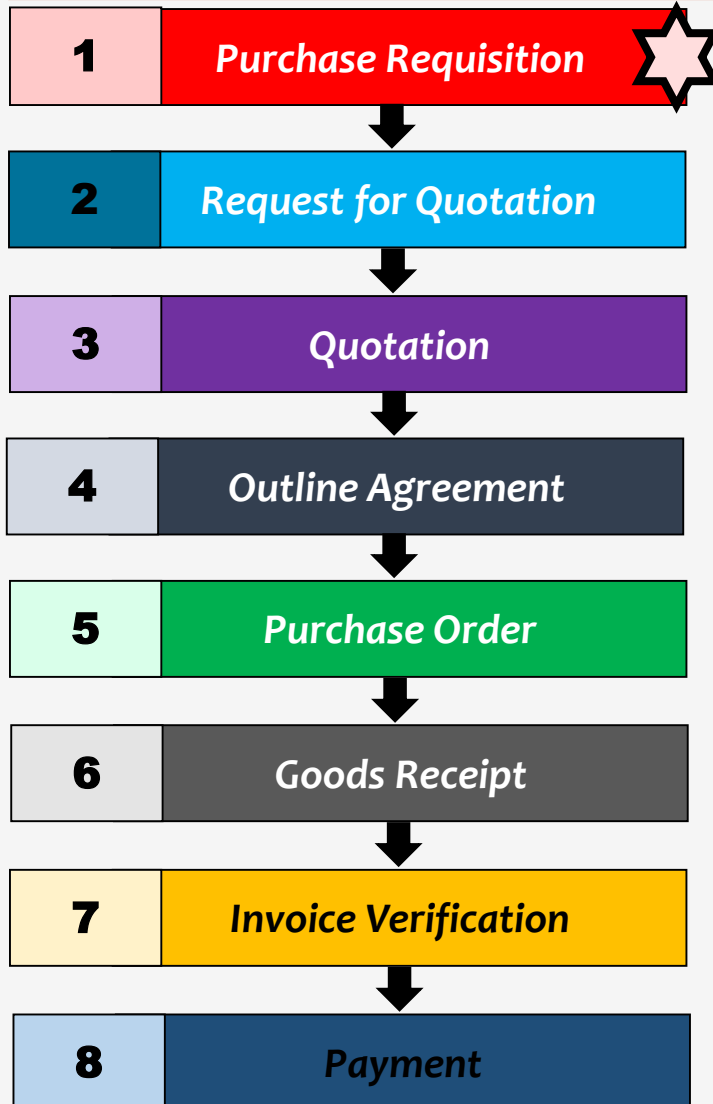 1 Purchase Requisition
2 Request for Quotation
3 Quotation
4 Outline Agreement
5 Purchase Order
6 Goods Receipt
7 Invoice Verification
8 Payment